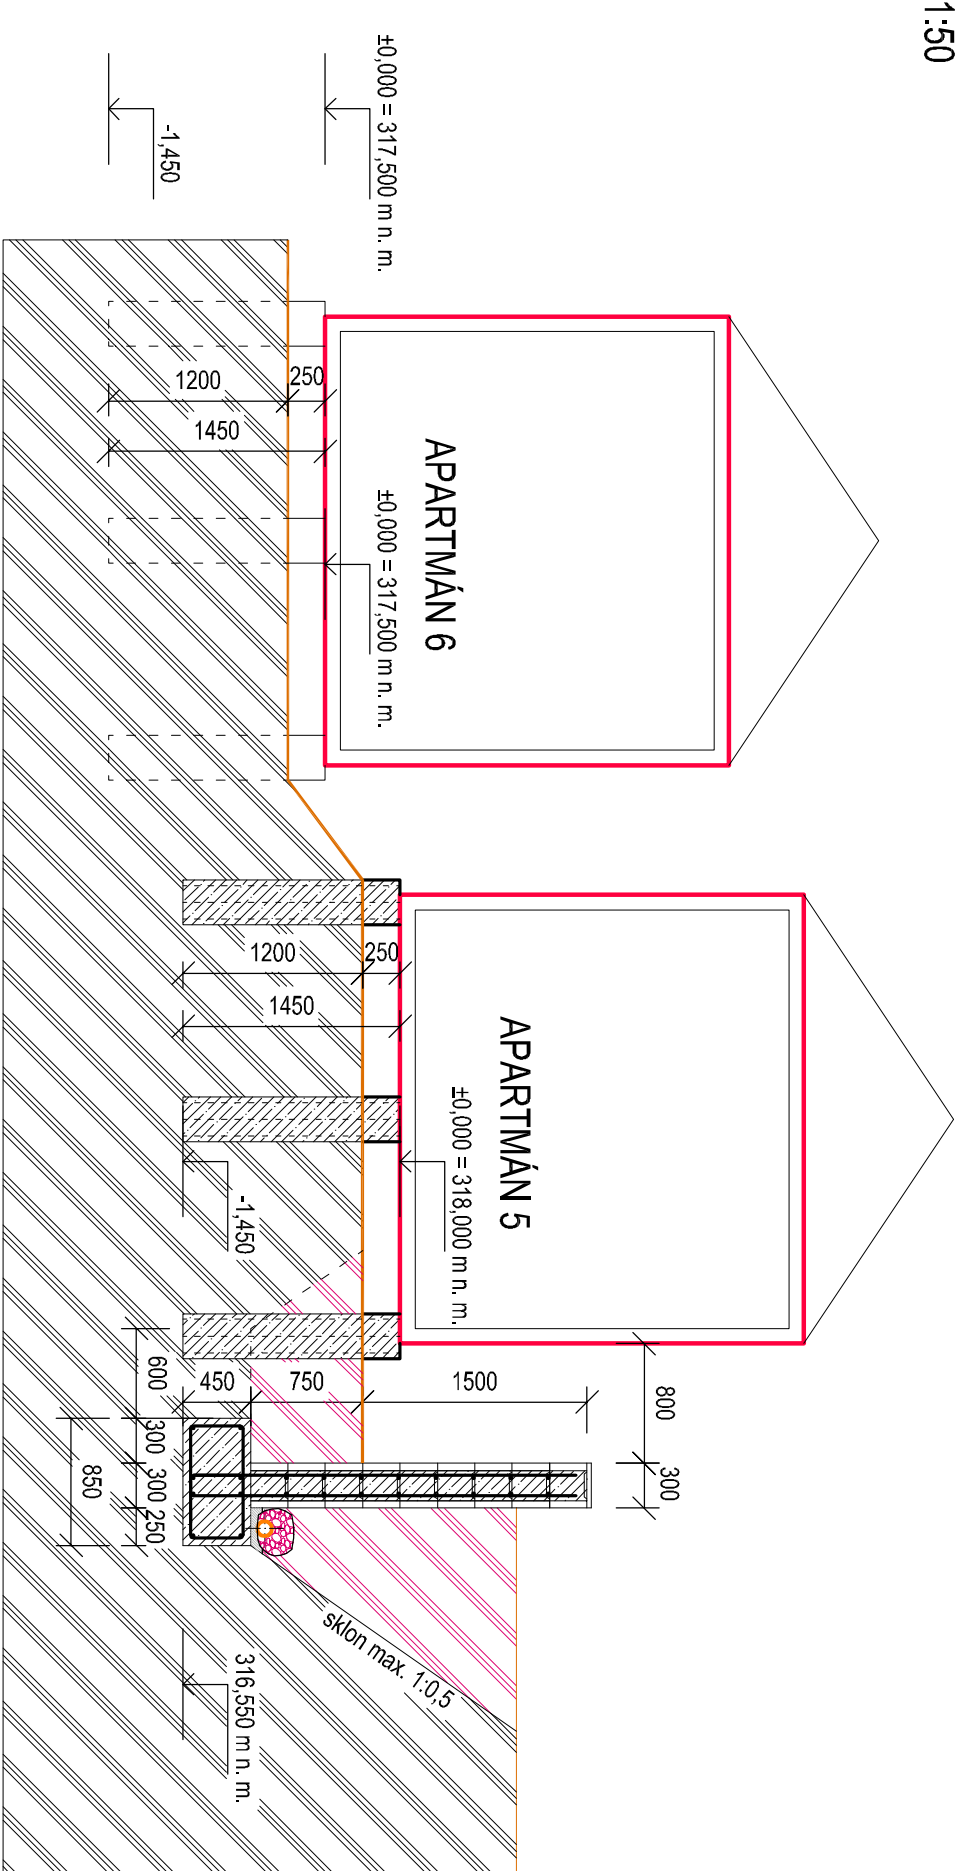 1:50
±0,000 = 317,500 m n. m.
-1,450
APARTMÁN 6
±0,000 = 317,500 m n. m.
250
1200
1450
APARTMÁN 5
±0,000 = 318,000 m n. m.
250
1200
1450
-1,450
800
300
1500
750
450
600
300
300
250
850
sklon max. 1:0,5
316,550 m n. m.